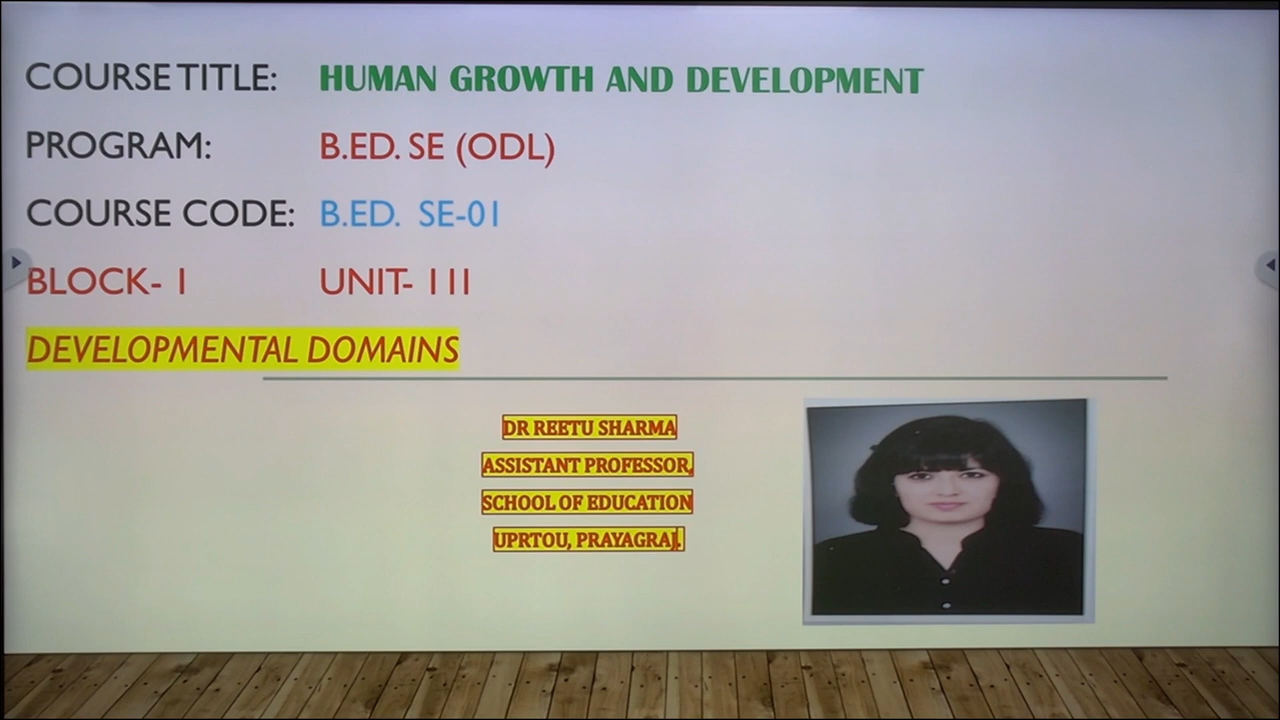 COURSE TITLE: HUMAN GROWTH AND DEVELOPMENT
PROGRAM: B.ED. SE (ODL)
COURSE CODE: B.ED. SE-01
BLOCK- I UNIT- III
DEVELOPMENTAL DOMAINS
DR REETU SHARMA
ASSISTANT PROFESSOR,
SCHOOL OF EDUCATION
UPRTOU, PRAYAGRAJ.